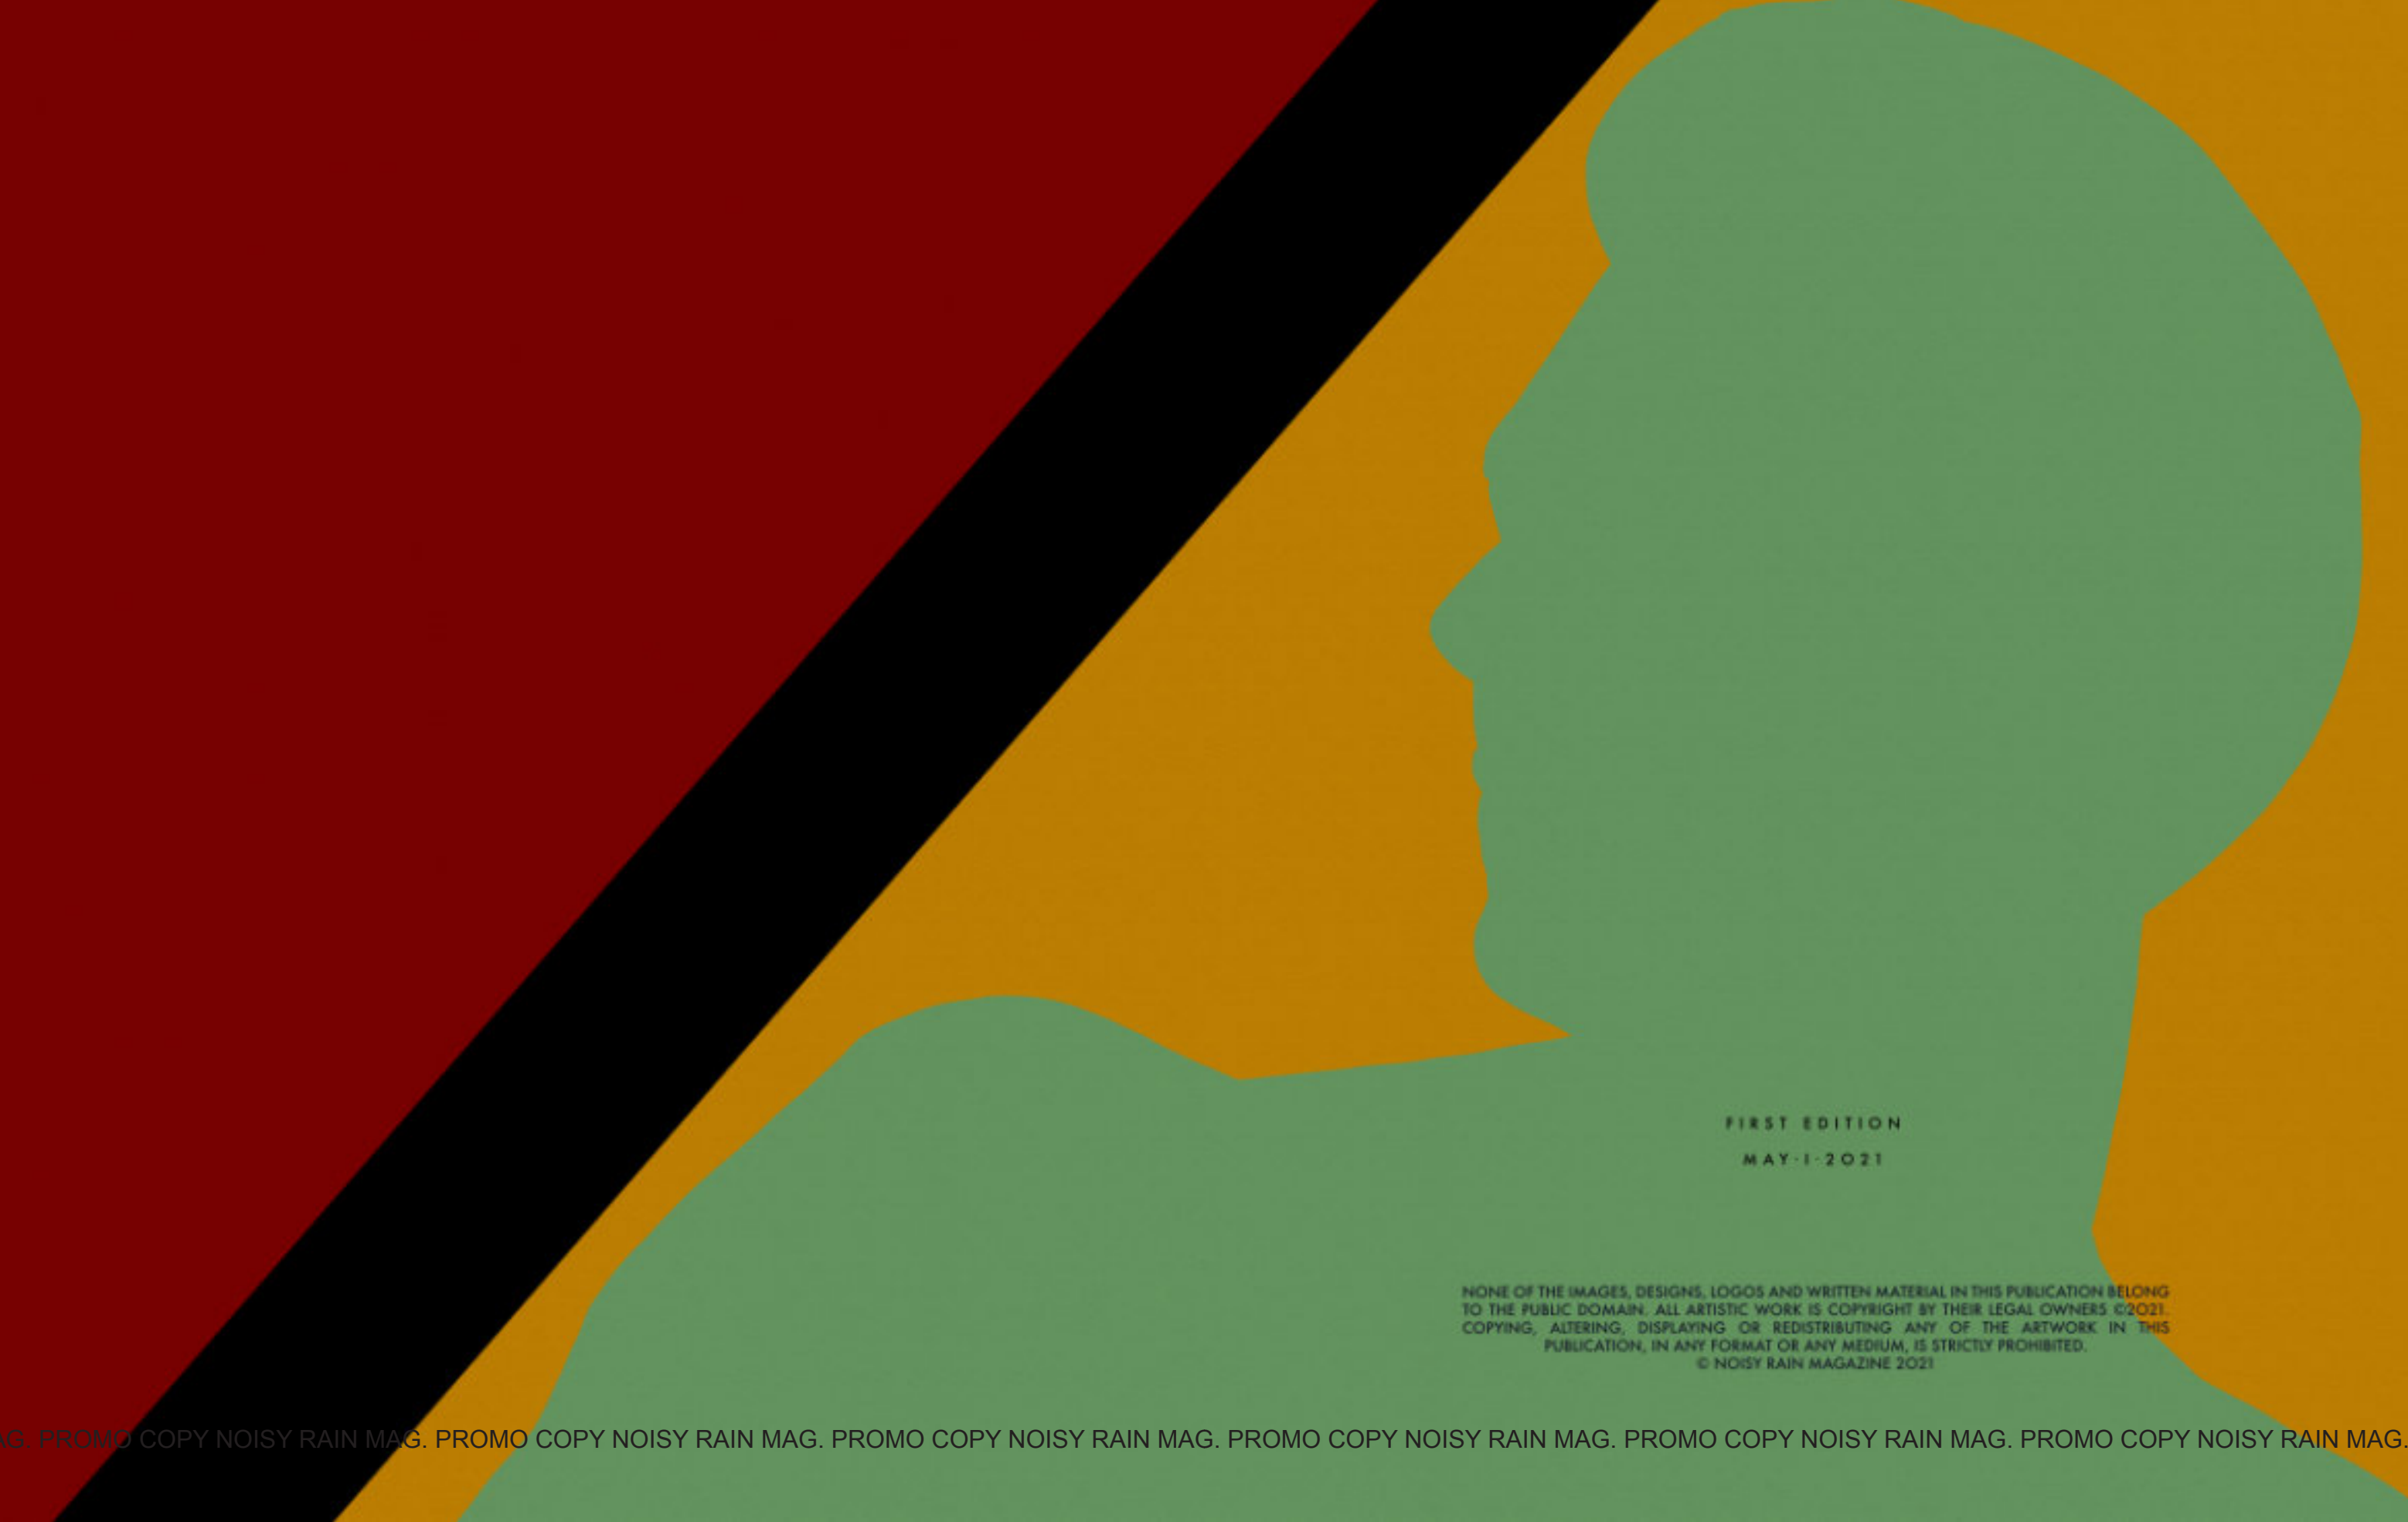 FIRST EDITION
MAY·1·2021
NONE OF THE IMAGES, DESIGNS, LOGOS AND WRITTEN MATERIAL IN THIS PUBLICATION BELONG
TO THE PUBLIC DOMAIN. ALL ARTISTIC WORK IS COPYRIGHT BY THEIR LEGAL OWNERS ©2021.
COPYING, ALTERING, DISPLAYING OR REDISTRIBUTING ANY OF THE ARTWORK IN THIS
PUBLICATION, IN ANY FORMAT OR ANY MEDIUM, IS STRICTLY PROHIBITED.
© NOISY RAIN MAGAZINE 2021
AG. PROMO COPY NOISY RAIN MAG. PROMO COPY NOISY RAIN MAG. PROMO COPY NOISY RAIN MAG. PROMO COPY NOISY RAIN MAG. PROMO COPY NOISY RAIN MAG. PROMO COPY NOISY RAIN MAG.